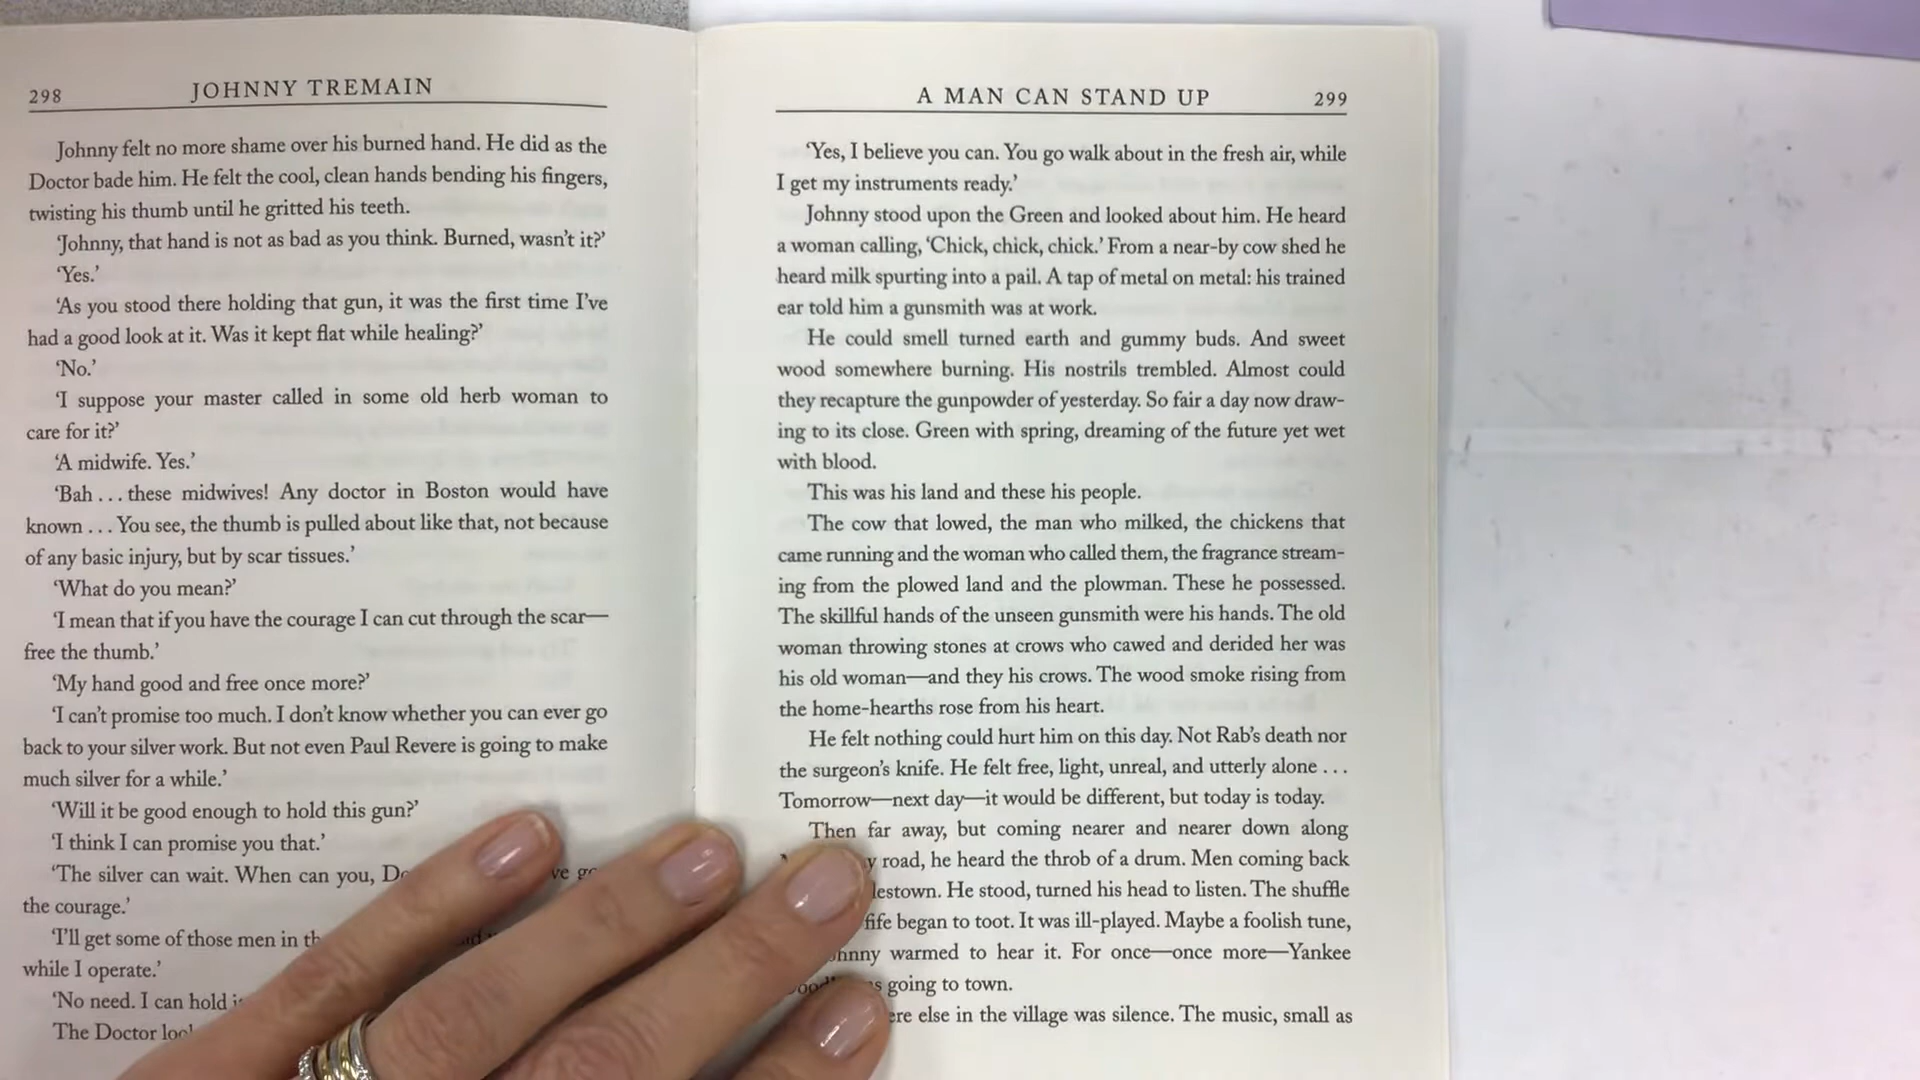 298 JOHNNY TREMAIN
Johnny felt no more shame over his burned hand. He did as the
Doctor bade him. He felt the cool, clean hands bending his fingers,
twisting his thumb until he gritted his teeth.
‘Johnny, that hand is not as bad as you think. Burned, wasn’t it?’
‘Yes.’
‘As you stood there holding that gun, it was the first time I’ve
had a good look at it. Was it kept flat while healing?’
‘No.’
‘I suppose your master called in some old herb woman to
care for it?’
‘A midwife. Yes.’
‘Bah . . . these midwives! Any doctor in Boston would have
known . . . You see, the thumb is pulled about like that, not because
of any basic injury, but by scar tissues.’
‘What do you mean?’
‘I mean that if you have the courage I can cut through the scar—
free the thumb.’
‘My hand good and free once more?’
‘I can’t promise too much. I don’t know whether you can ever go
back to your silver work. But not even Paul Revere is going to make
much silver for a while.’
‘Will it be good enough to hold this gun?’
‘I think I can promise you that.’
‘The silver can wait. When can you,
the courage.’
‘I’ll get some of those men in
while I operate.’
‘No need. I can hold
The Doctor
A MAN CAN STAND UP 299
‘Yes, I believe you can. You go walk about in the fresh air, while
I get my instruments ready.’
Johnny stood upon the Green and looked about him. He heard
a woman calling, ‘Chick, chick, chick.’ From a near-by cow shed he
heard milk spurting into a pail. A tap of metal on metal: his trained
ear told him a gunsmith was at work.
He could smell turned earth and gummy buds. And sweet
wood somewhere burning. His nostrils trembled. Almost could
they recapture the gunpowder of yesterday. So fair a day now draw-
ing to its close. Green with spring, dreaming of the future yet wet
with blood.
This was his land and these his people.
The cow that lowed, the man who milked, the chickens that
came running and the woman who called them, the fragrance stream-
ing from the plowed land and the plowman. These he possessed.
The skillful hands of the unseen gunsmith were his hands. The old
woman throwing stones at crows who cawed and derided her was
his old woman—and they his crows. The wood smoke rising from
the home-hearths rose from his heart.
He felt nothing could hurt him on this day. Not Rab’s death nor
the surgeon’s knife. He felt free, light, unreal, and utterly alone . . .
Tomorrow—next day—it would be different, but today is today.
Then far away, but coming nearer and nearer down along
road, he heard the throb of a drum. Men coming back
He stood, turned his head to listen. The shuffle
fife began to toot. It was ill-played. Maybe a foolish tune,
warmed to hear it. For once—once more—Yankee
going to town.
else in the village was silence. The music, small as